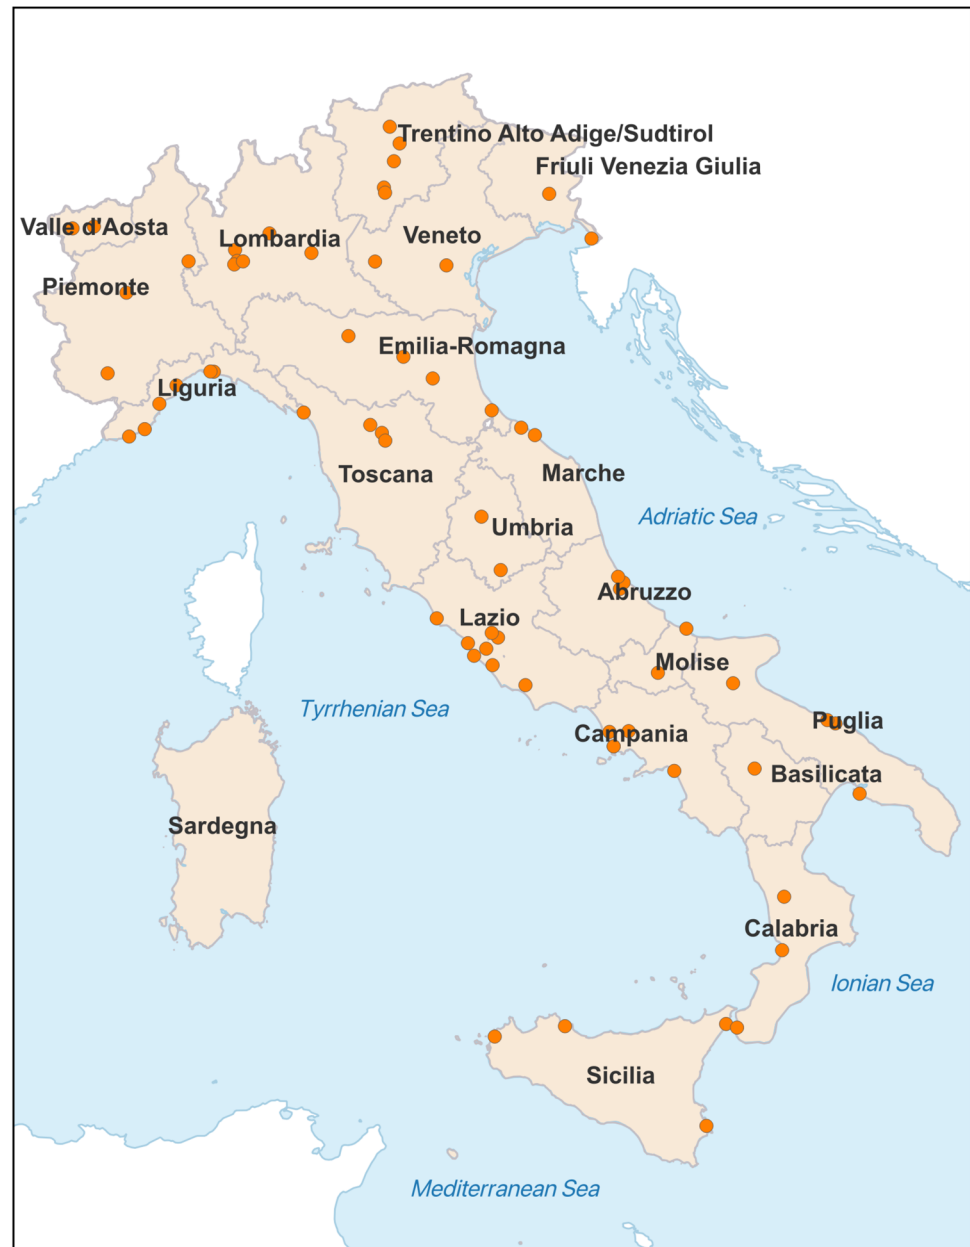 Trentino Alto Adige/Sudtirol
Friuli Venezia Giulia
Valle d'Aosta
Lombardia
Veneto
Piemonte
Emilia-Romagna
Liguria
Toscana
Marche
Adriatic Sea
Umbria
Abruzzo
Lazio
Molise
Tyrrhenian Sea
Puglia
Campania
Basilicata
Sardegna
Calabria
Ionian Sea
Sicilia
Mediterranean Sea